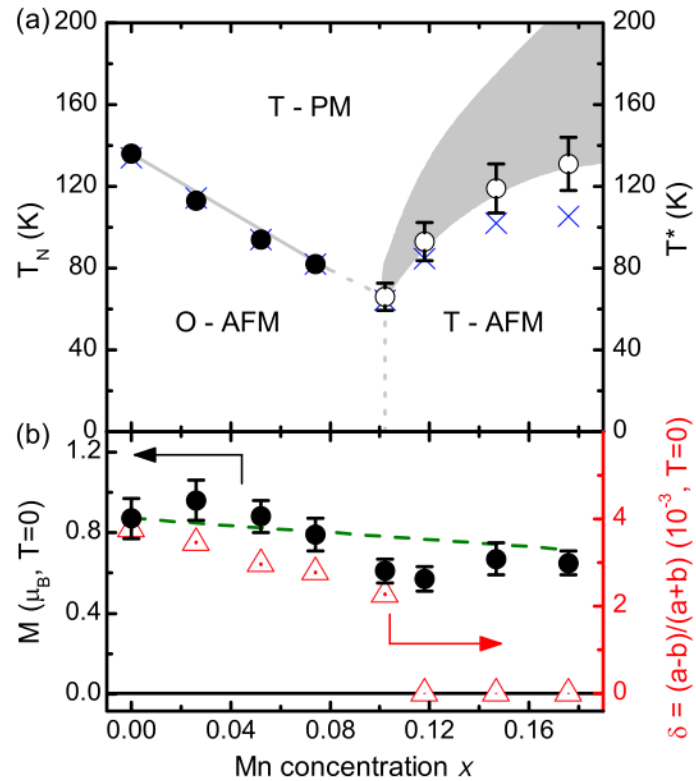 (a)
200
160
120
80
40
0
T_N (K)
T - PM
O - AFM
T - AFM
200
160
120
80
40
0
T* (K)
(b)
1.2
0.8
0.4
0.0
M (μ_B, T=0)
6
4
2
0
δ = (a-b)/(a+b) (10^-3, T=0)
0.00 0.04 0.08 0.12 0.16
Mn concentration x